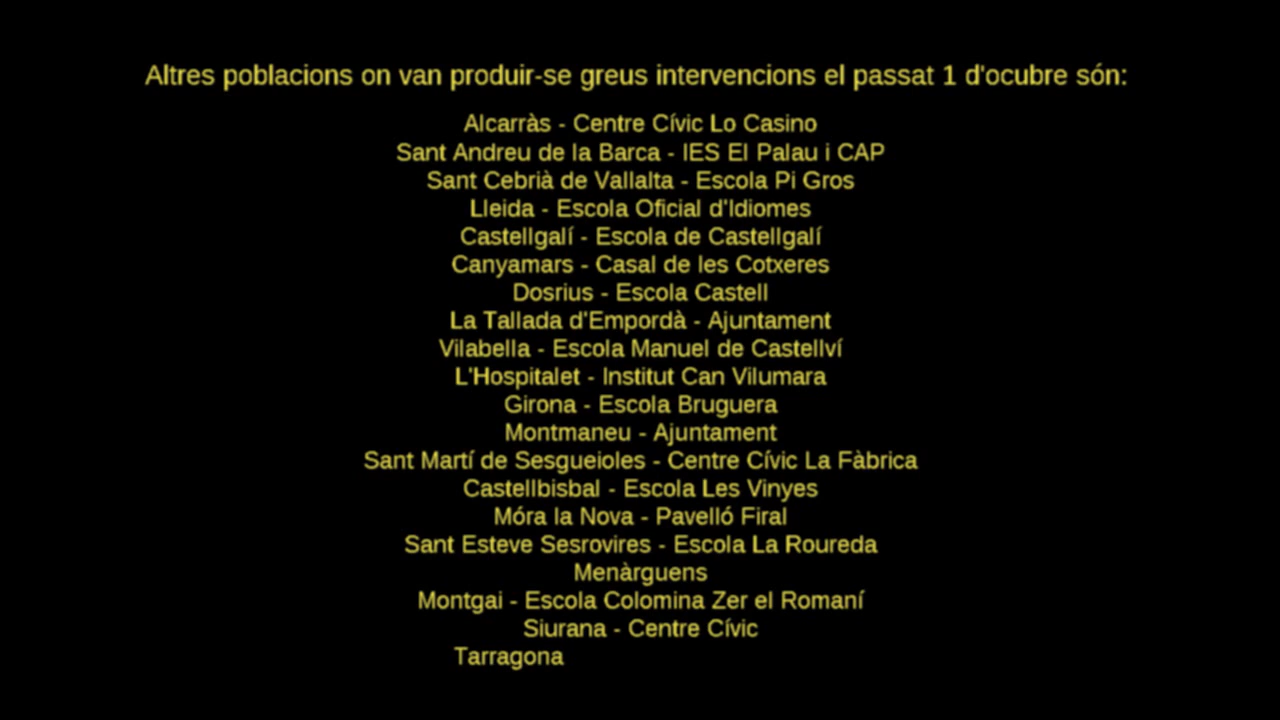 Altres poblacions on van produir-se greus intervencions el passat 1 d'ocubre són:
Alcarràs - Centre Cívic Lo Casino
Sant Andreu de la Barca - IES El Palau i CAP
Sant Cebrià de Vallalta - Escola Pi Gros
Lleida - Escola Oficial d'Idiomes
Castellgalí - Escola de Castellgalí
Canyamars - Casal de les Cotxeres
Dosrius - Escola Castell
La Tallada d'Empordà - Ajuntament
Vilabella - Escola Manuel de Castellví
L'Hospitalet - Institut Can Vilumara
Girona - Escola Bruguera
Montmaneu - Ajuntament
Sant Martí de Sesgueioles - Centre Cívic La Fàbrica
Castellbisbal - Escola Les Vinyes
Móra la Nova - Pavelló Firal
Sant Esteve Sesrovires - Escola La Roureda
Menàrguens
Montgai - Escola Colomina Zer el Romaní
Siurana - Centre Cívic
Tarragona